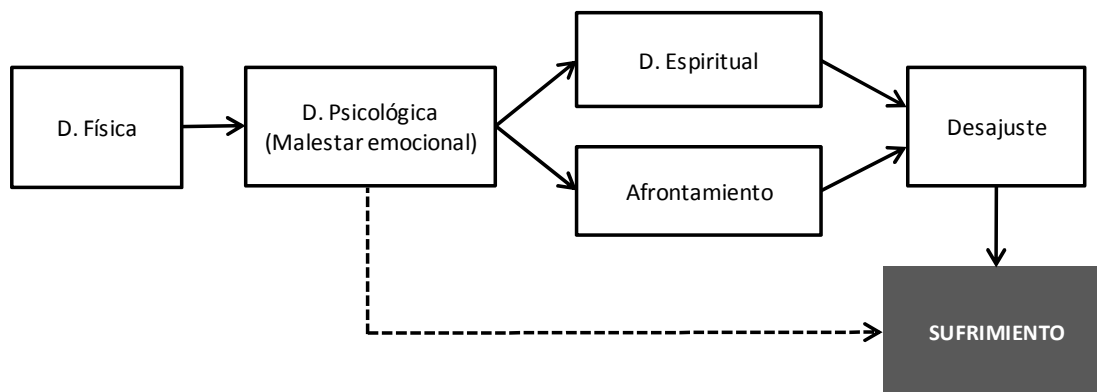 D. Física
D. Psicológica
(Malestar emocional)
D. Espiritual
Afrontamiento
Desajuste
SUFRIMIENTO